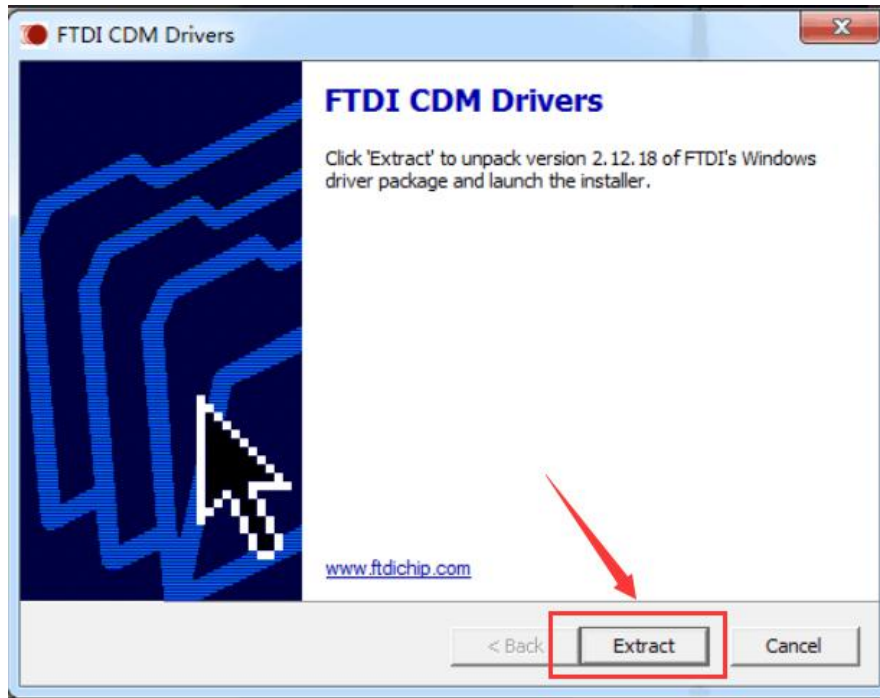 FTDI CDM Drivers
FTDI CDM Drivers
Click 'Extract' to unpack version 2.12.18 of FTDI's Windows
driver package and launch the installer.
www.ftdichip.com
< Back
Extract
Cancel